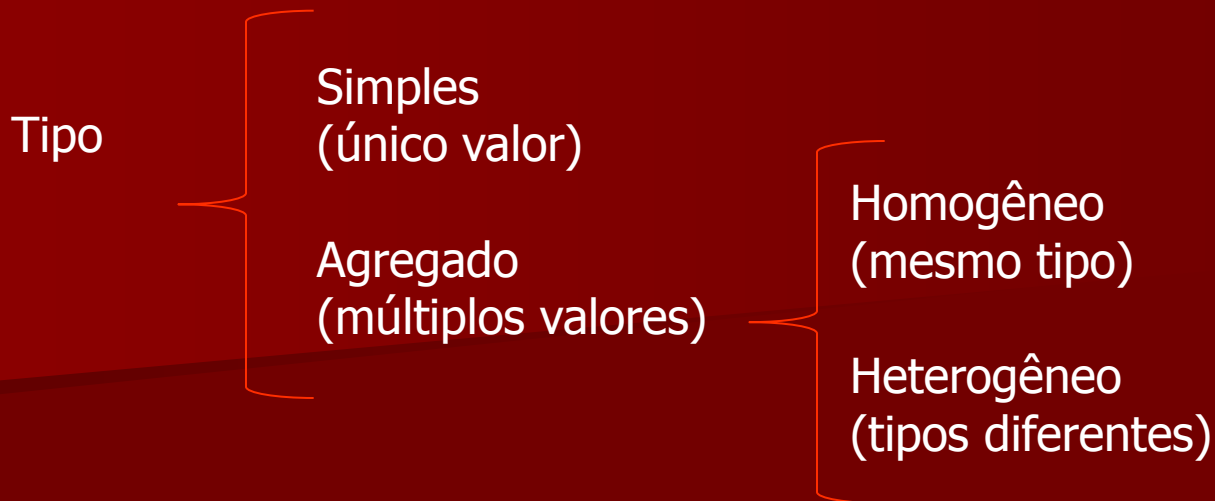 Tipo
Simples
(único valor)
Agregado
(múltiplos valores)
Homogêneo
(mesmo tipo)
Heterogêneo
(tipos diferentes)